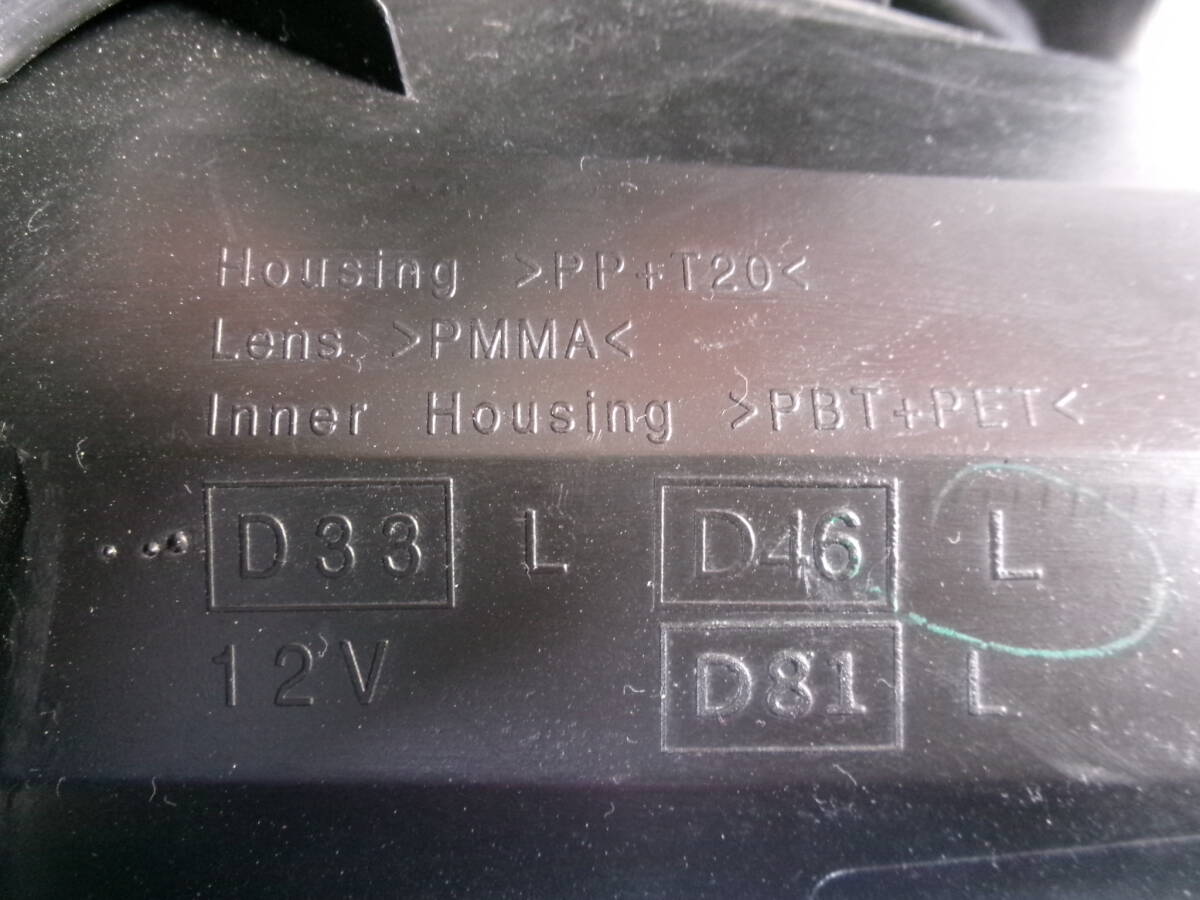 Housing >PP+T20<
Lens >PMMA<
Inner Housing >PBT+PET<
D33 L D46 L
12V D81 L